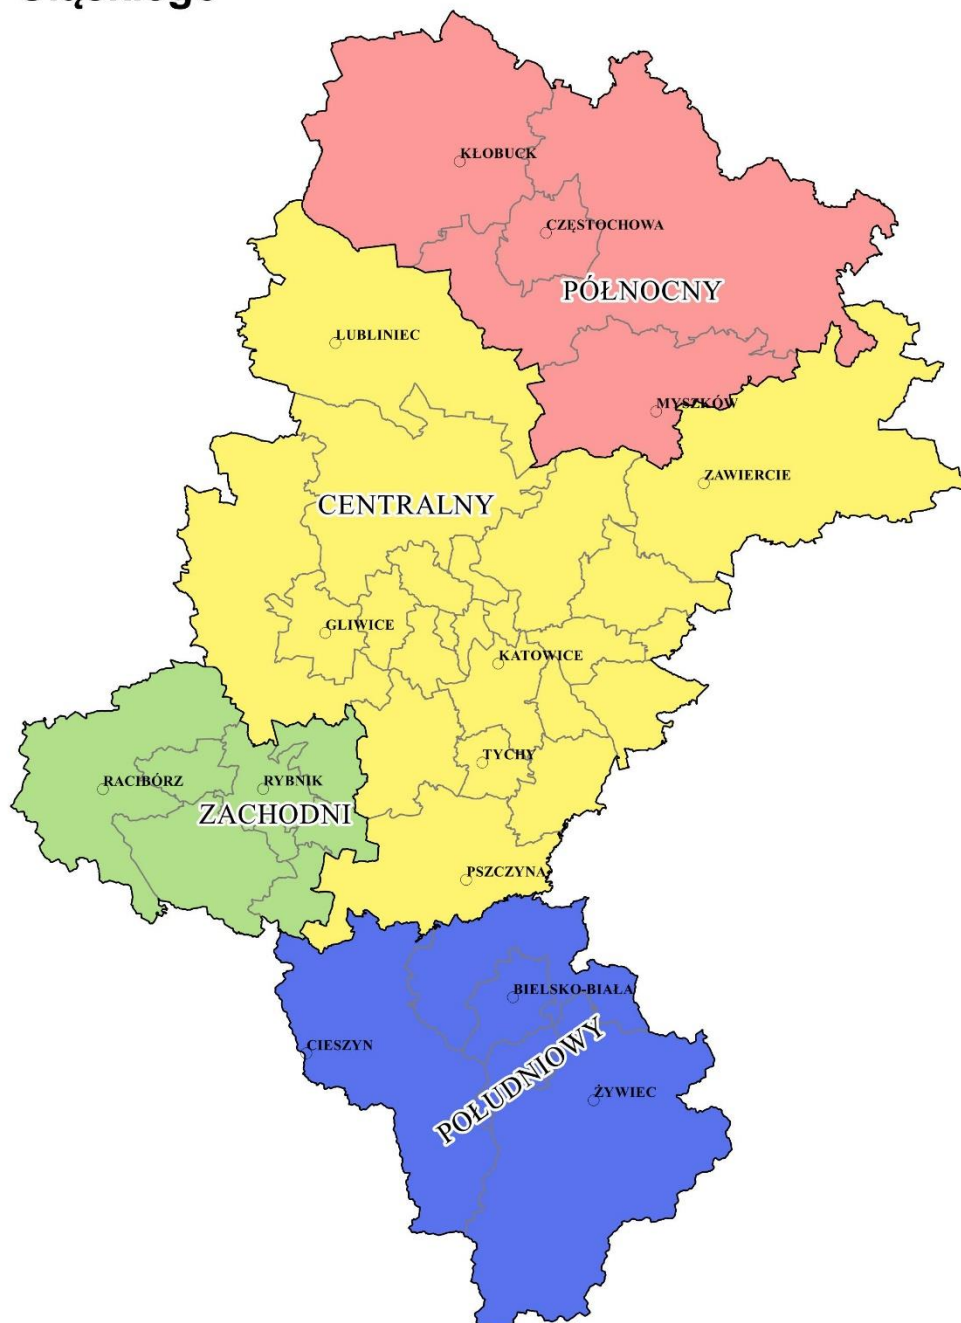 KŁOBUCK
CZĘSTOCHOWA
PÓŁNOCNY
LUBLINIEC
MYSZKÓW
ZAWIERCIE
CENTRALNY
GLIWICE
KATOWICE
TYCHY
RACIBÓRZ
RYBNIK
ZACHODNI
PSZCZYNA
BIELSKO-BIAŁA
CIESZYN
POŁUDNIOWY
ŻYWIEC